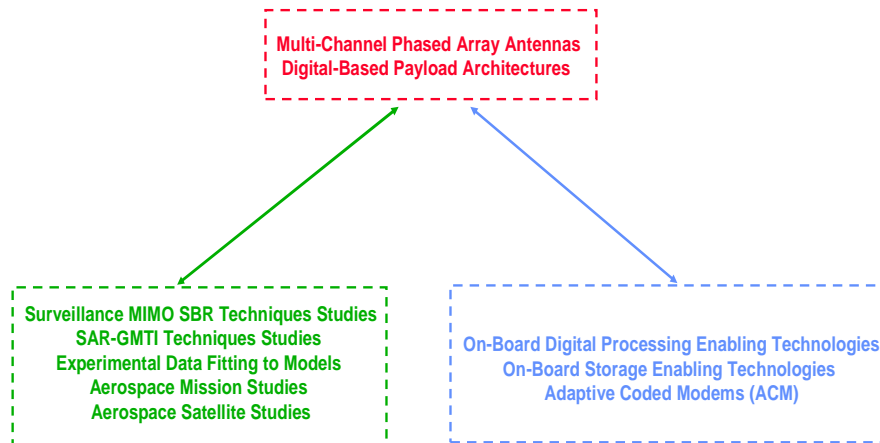 Multi-Channel Phased Array Antennas
Digital-Based Payload Architectures
Surveillance MIMO SBR Techniques Studies
SAR-GMTI Techniques Studies
Experimental Data Fitting to Models
Aerospace Mission Studies
Aerospace Satellite Studies
On-Board Digital Processing Enabling Technologies
On-Board Storage Enabling Technologies
Adaptive Coded Modems (ACM)